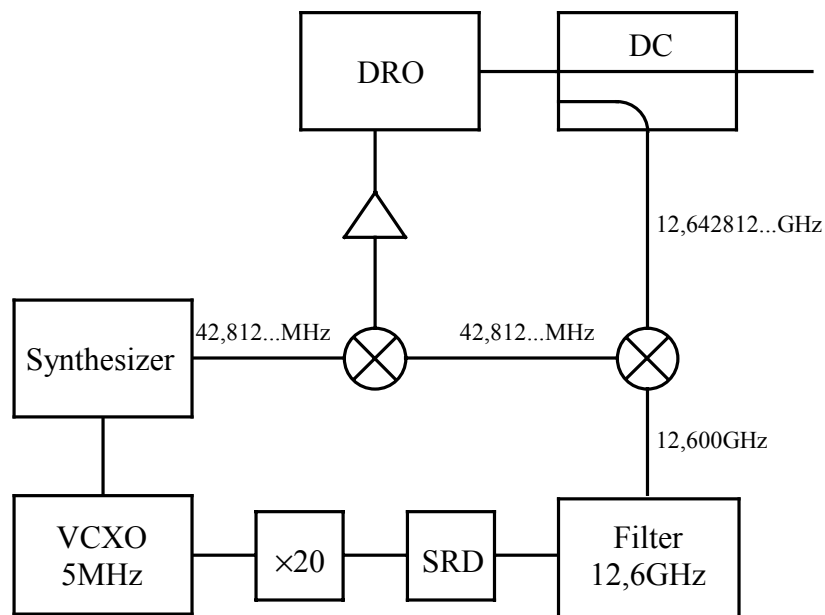 DRO
DC
12,642812...GHz
42,812...MHz
42,812...MHz
Synthesizer
12,600GHz
VCXO
5MHz
×20
SRD
Filter
12,6GHz